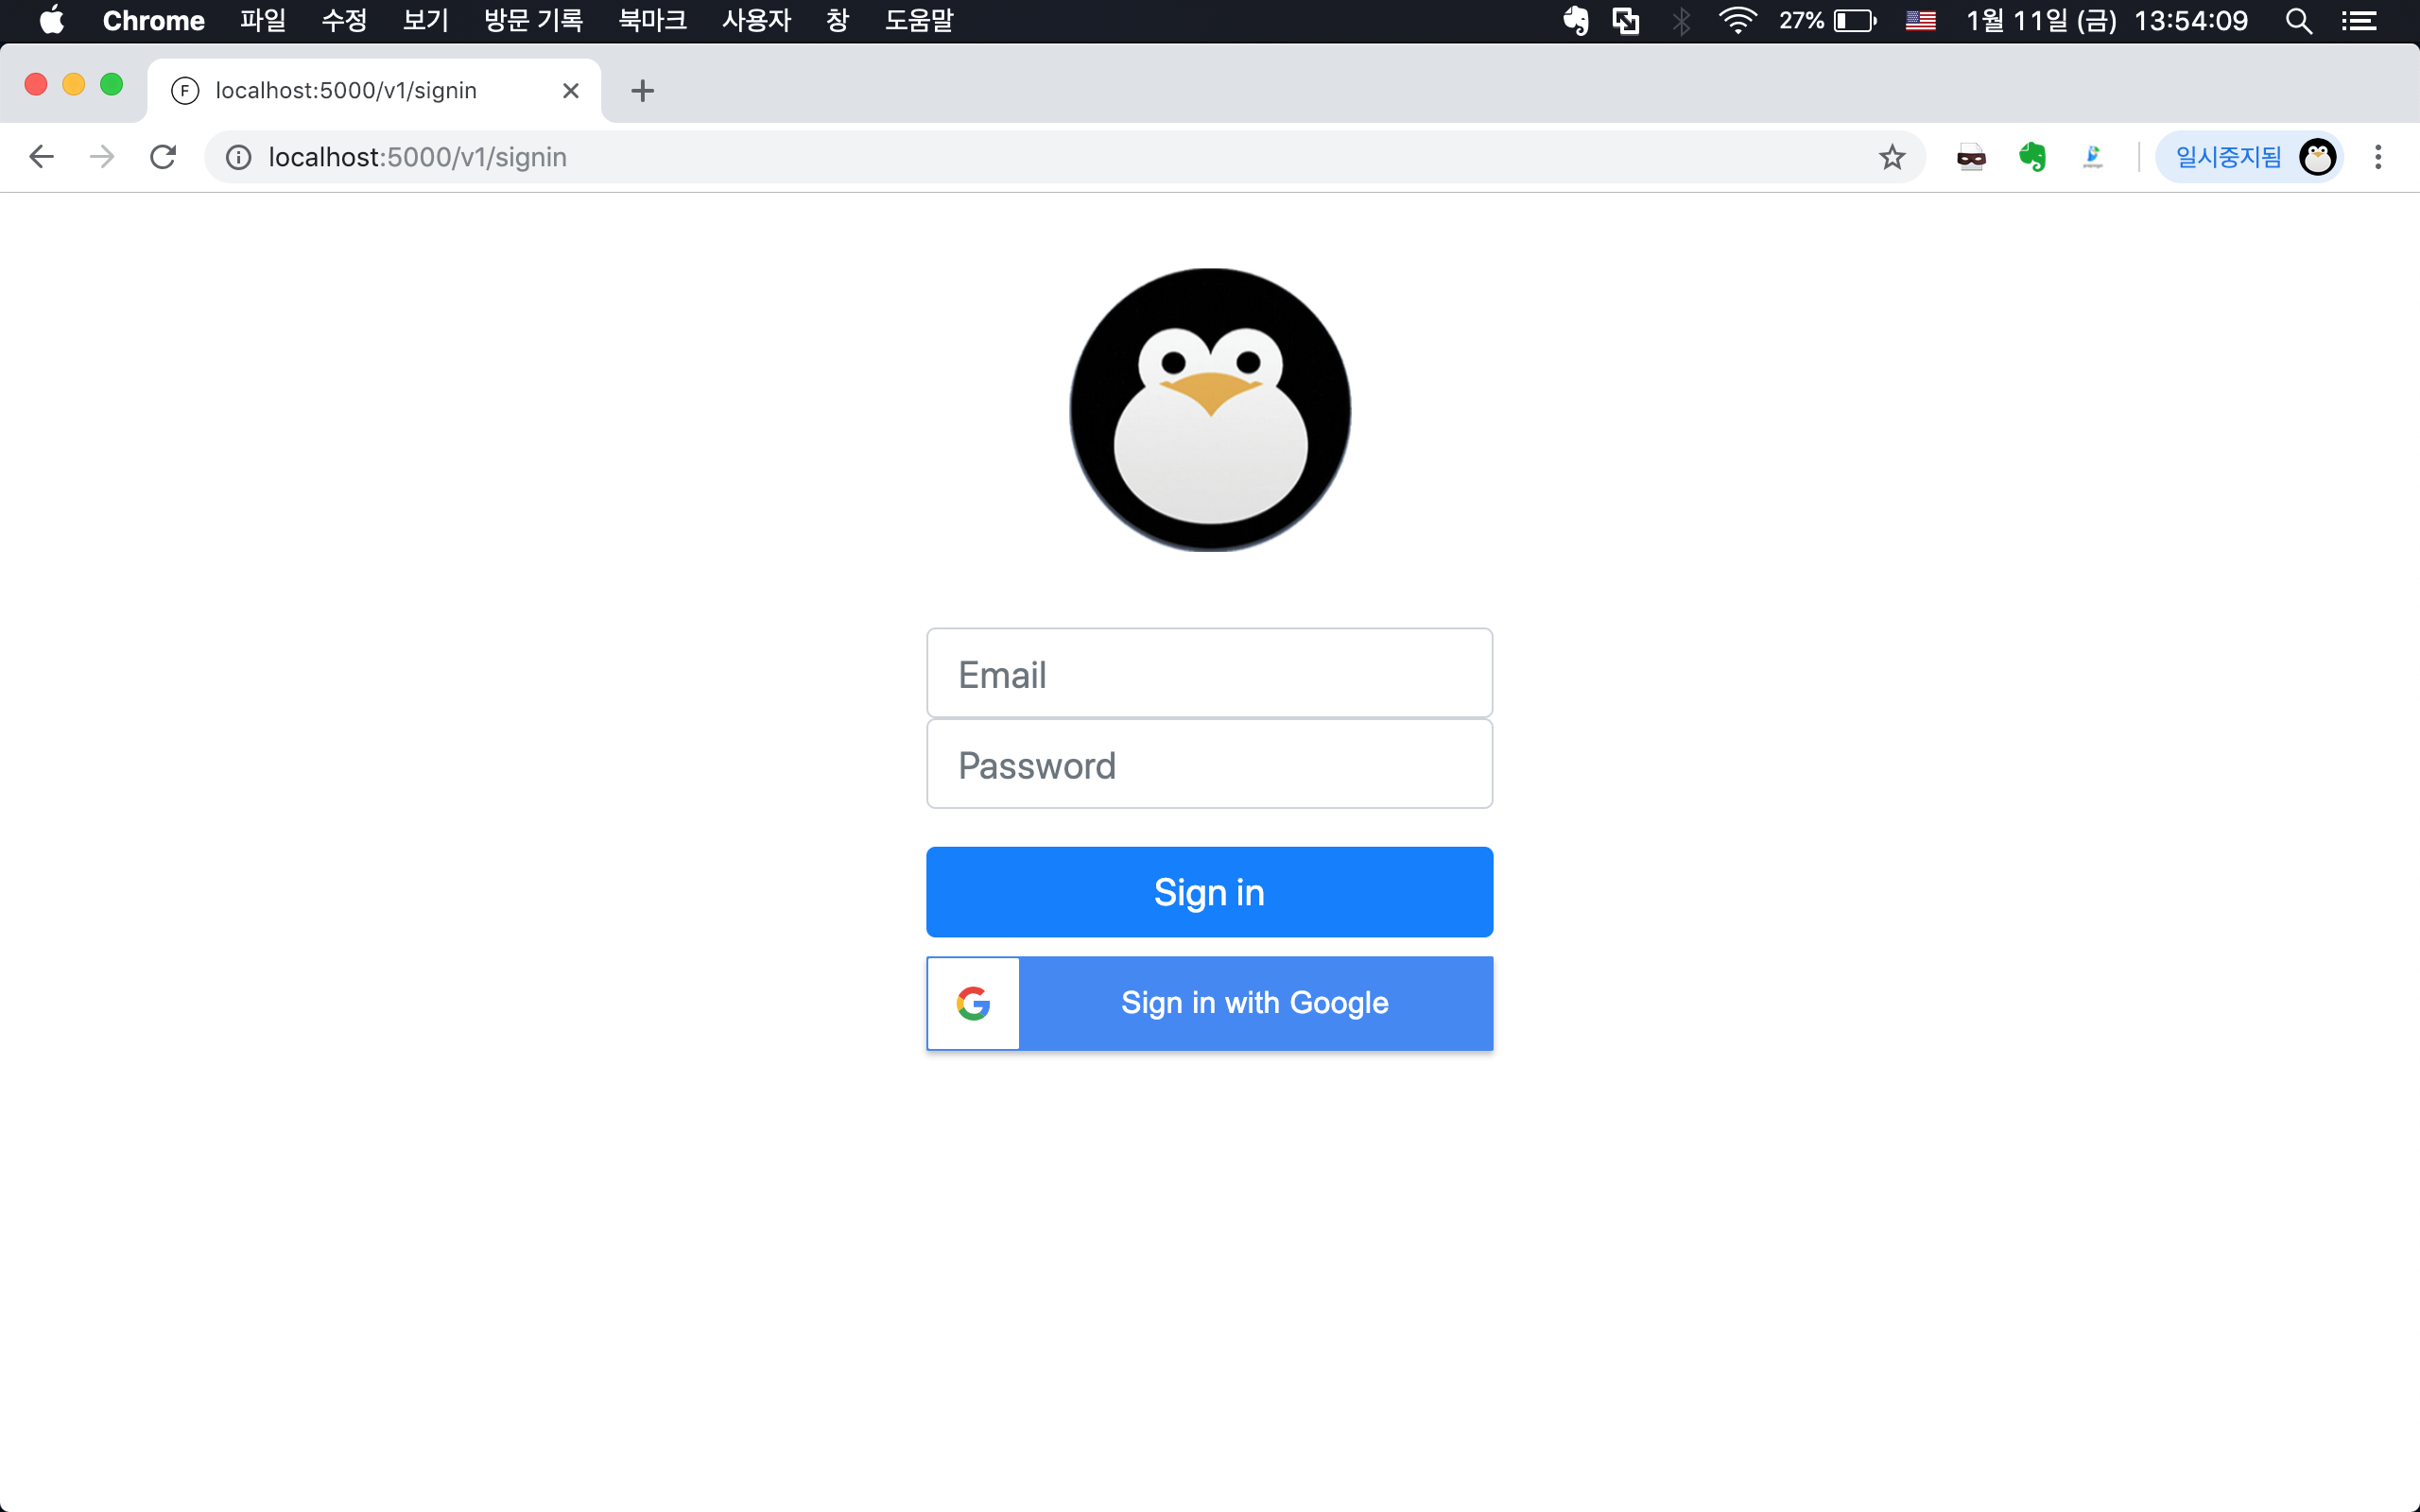 Chrome 파일 수정 보기 방문 기록 북마크 사용자 창 도움말 27% 1월 11일 (금) 13:54:09
F localhost:5000/v1/signin
localhost:5000/v1/signin 일시중지됨
Email
Password
Sign in
G Sign in with Google